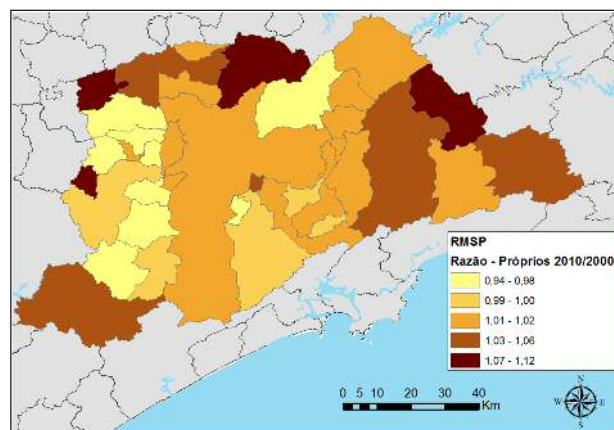 RMSP
Razão - Próprios 2010/2000
0,94 - 0,98
0,99 - 1,00
1,01 - 1,02
1,03 - 1,06
1,07 - 1,12
0 5 10 20 30 40
Km
N
W E
S